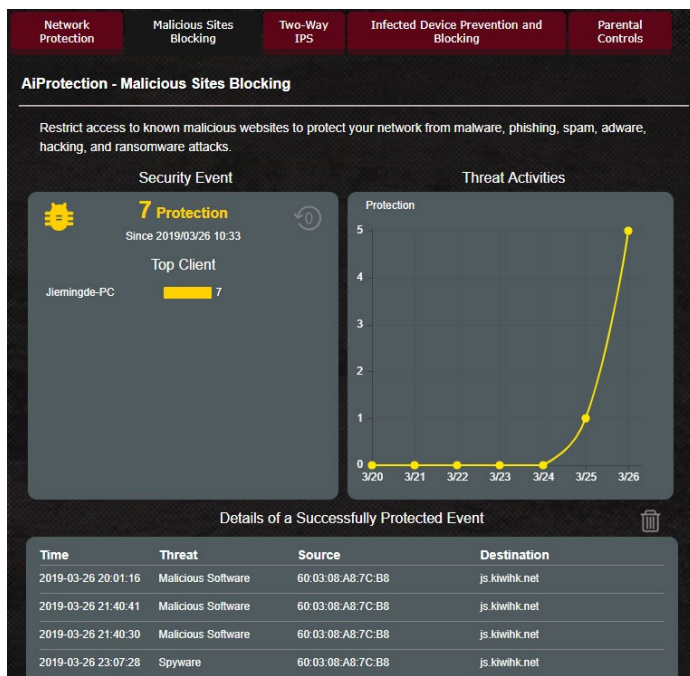 Network Protection
Malicious Sites Blocking
Two-Way IPS
Infected Device Prevention and Blocking
Parental Controls
AiProtection - Malicious Sites Blocking
Restrict access to known malicious websites to protect your network from malware, phishing, spam, adware,
hacking, and ransomware attacks.
Security Event
7 Protection
0
Since 2019/03/26 10:33
Top Client
Jiemingde-PC 7
Threat Activities
Protection
5
4
3
2
1
0
3/20 3/21 3/22 3/23 3/24 3/25 3/26
Details of a Successfully Protected Event
Time Threat Source Destination
2019-03-26 20:01:16 Malicious Software 60:03:08:A8:7C:B8 js.kiwihk.net
2019-03-26 21:40:41 Malicious Software 60:03:08:A8:7C:B8 js.kiwihk.net
2019-03-26 21:40:30 Malicious Software 60:03:08:A8:7C:B8 js.kiwihk.net
2019-03-26 23:07:28 Spyware 60:03:08:A8:7C:B8 js.kiwihk.net